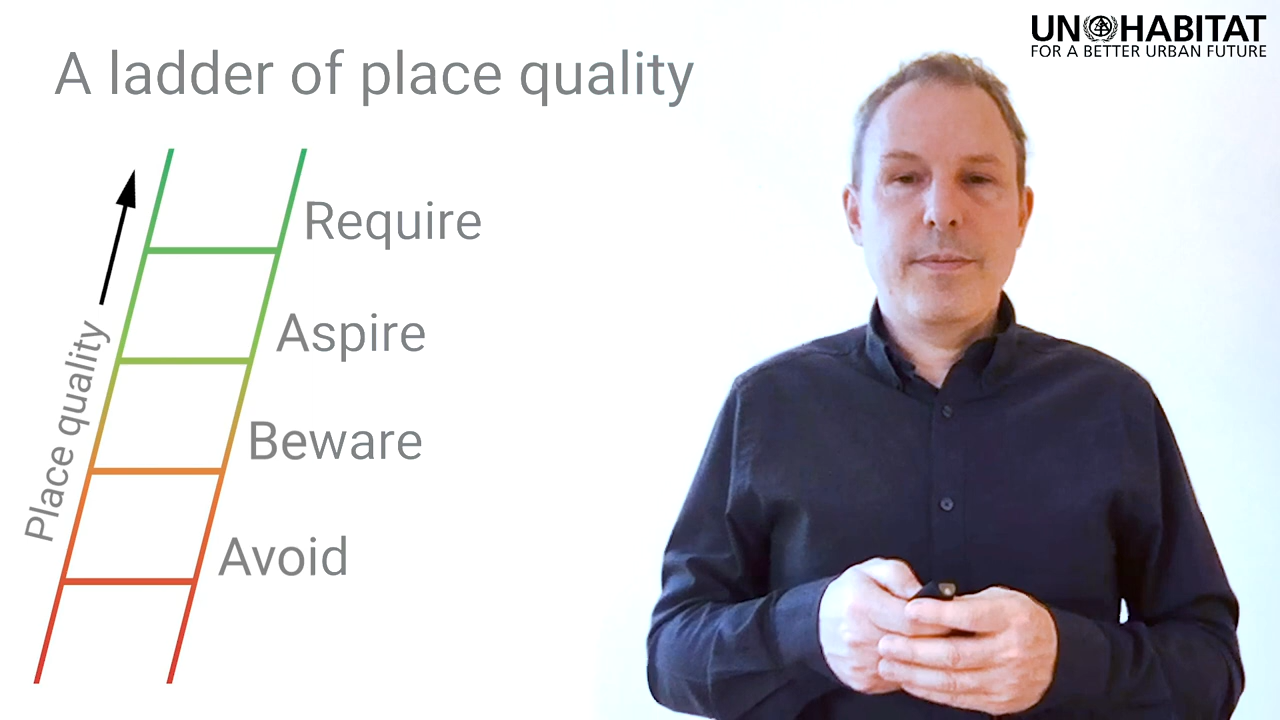 A ladder of place quality
UN HABITAT
FOR A BETTER URBAN FUTURE
Require
Aspire
Beware
Avoid
Place quality